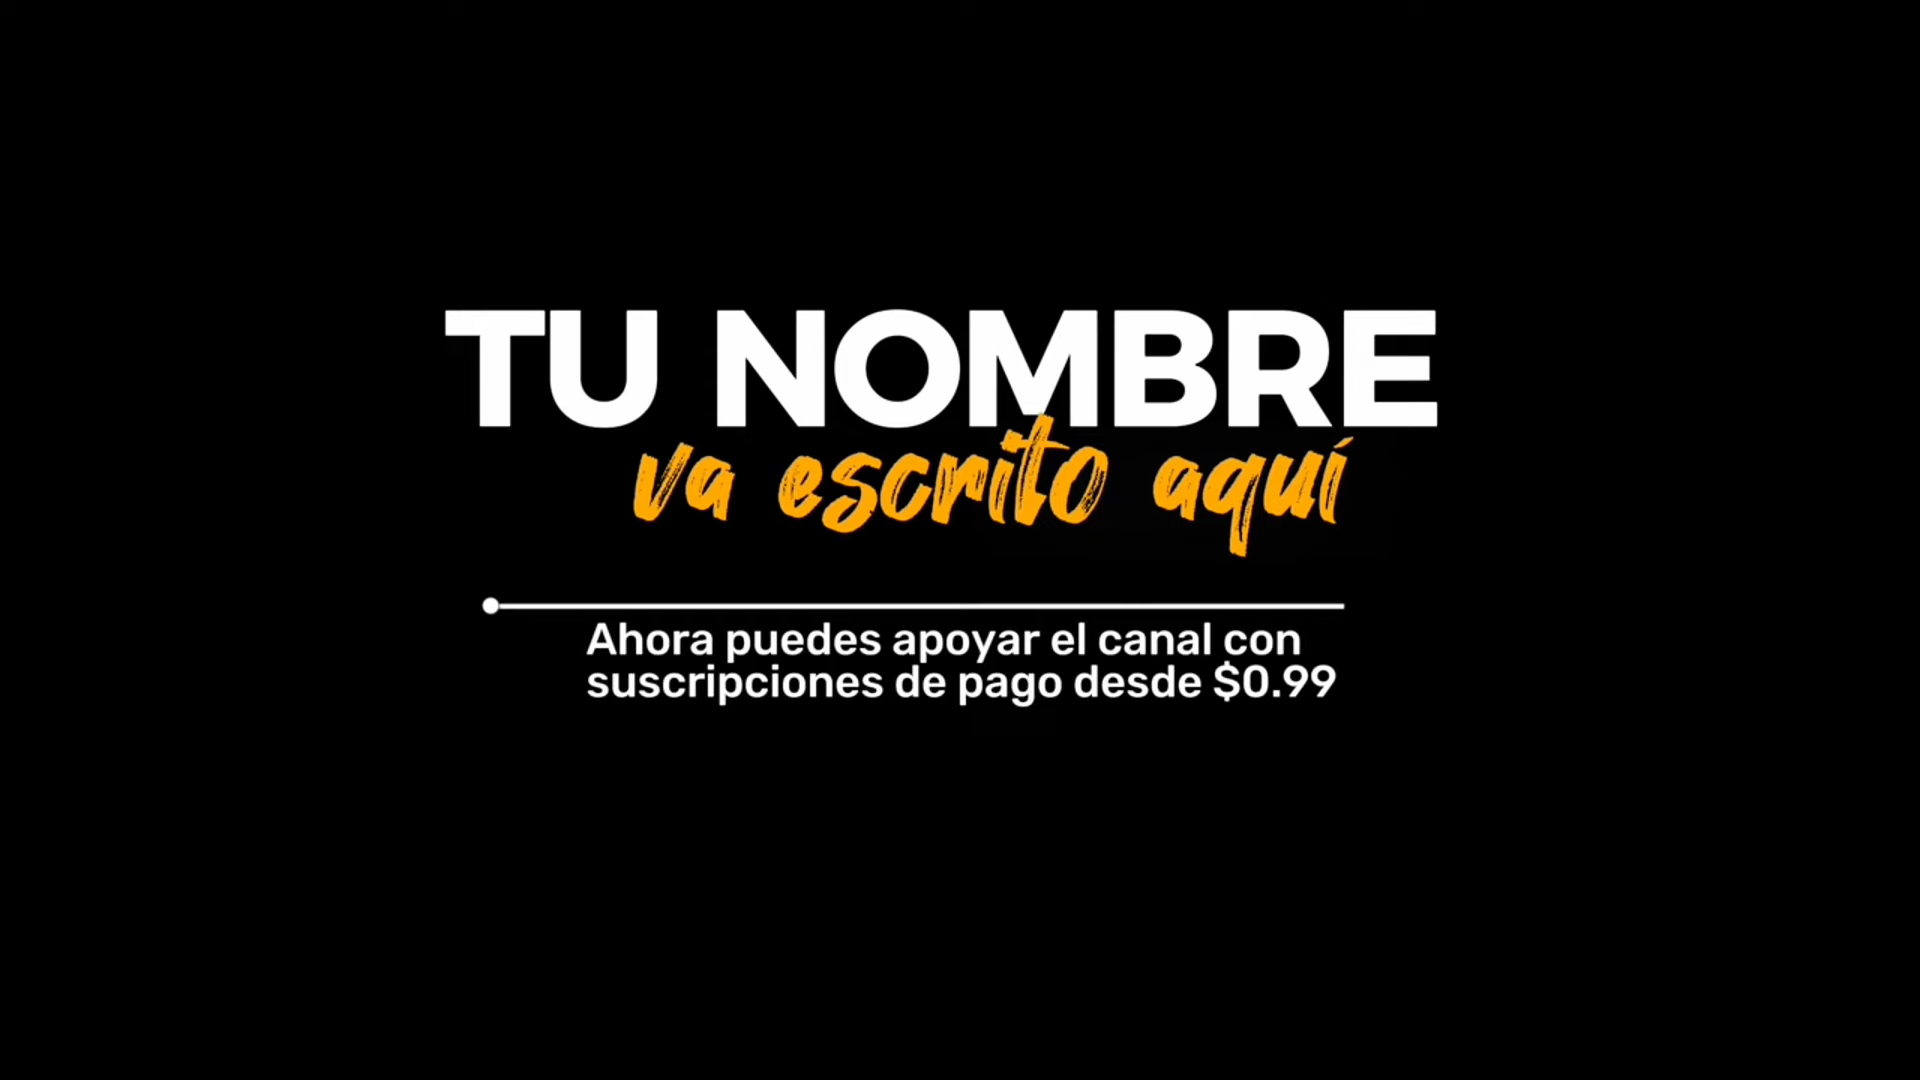 TU NOMBRE
va escrito aquí
Ahora puedes apoyar el canal con
suscripciones de pago desde $0.99